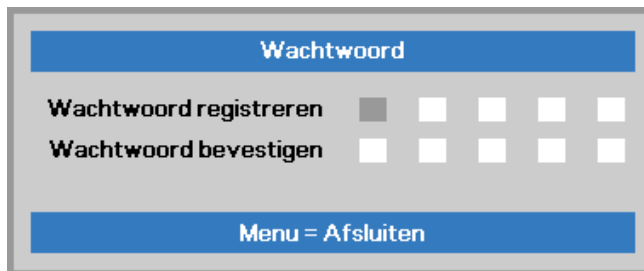 Wachtwoord
Wachtwoord registreren
Wachtwoord bevestigen
Menu = Afsluiten